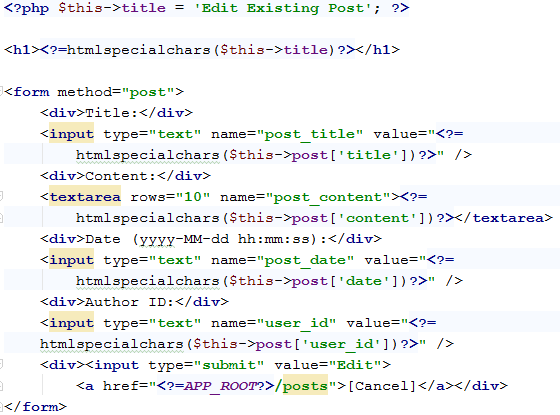 <?php $this->title = 'Edit Existing Post'; ?>
<h1><?=htmlspecialchars($this->title)?></h1>
<form method="post">
<div>Title:</div>
<input type="text" name="post_title" value="<?=
htmlspecialchars($this->post['title'])?>" />
<div>Content:</div>
<textarea rows="10" name="post_content"><?=
htmlspecialchars($this->post['content'])?></textarea>
<div>Date (yyyy-MM-dd hh:mm:ss):</div>
<input type="text" name="post_date" value="<?=
htmlspecialchars($this->post['date'])?>" />
<div>Author ID:</div>
<input type="text" name="user_id" value="<?=
htmlspecialchars($this->post['user_id'])?>" />
<div><input type="submit" value="Edit">
<a href="<?=APP_ROOT?>/posts">[Cancel]</a></div>
</form>